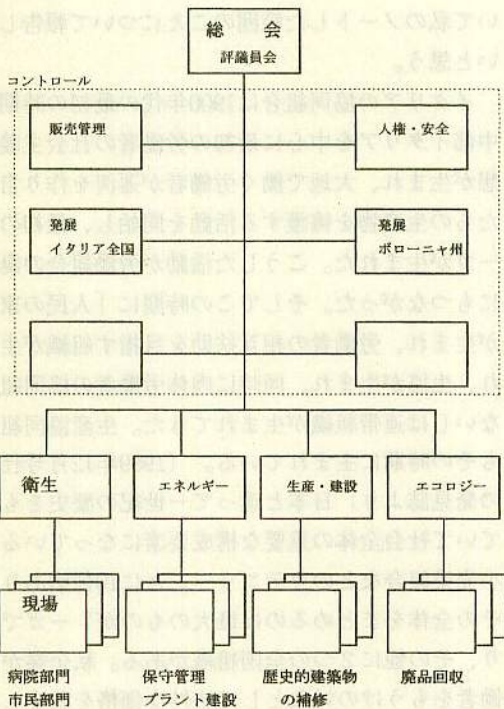 総会
評議員会
コントロール
販売管理
人権・安全
発展
イタリア全国
発展
ボローニャ州
衛生
エネルギー
生産・建設
エコロジー
現場
病院部門
市民部門
保守管理
プラント建設
歴史的建築物
の補修
廃品回収